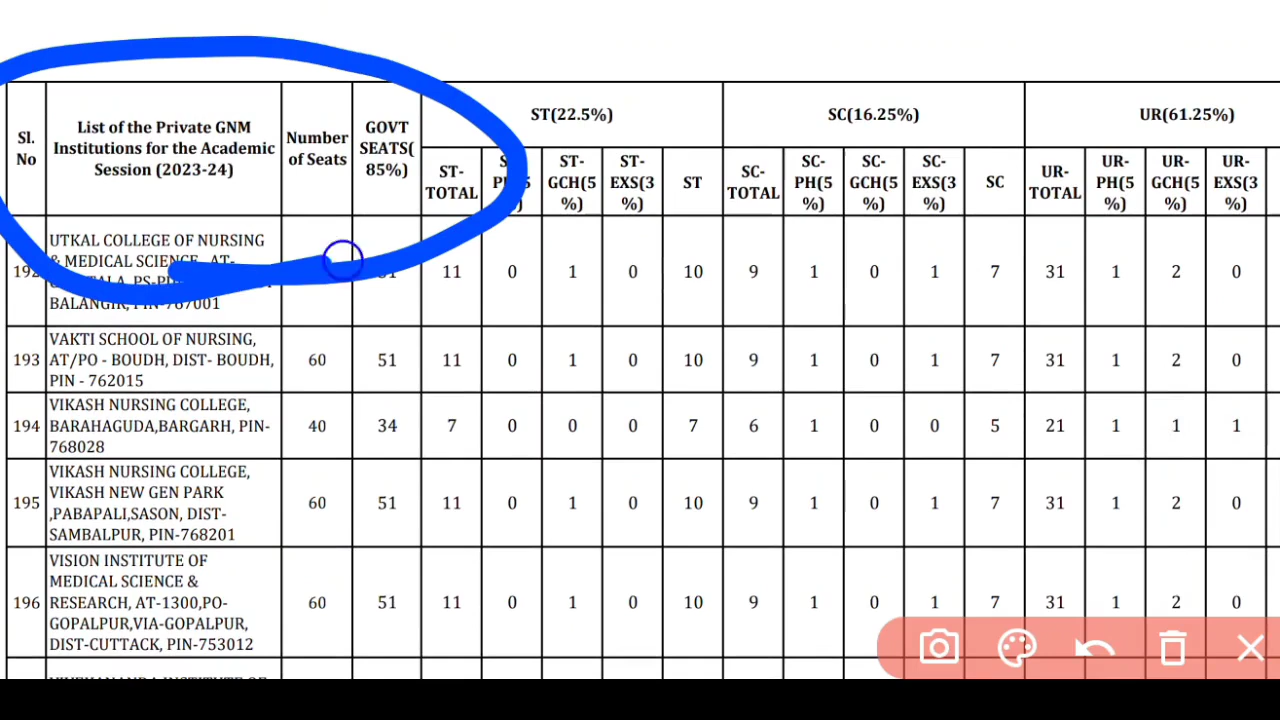 Sl. No
List of the Private GNM Institutions for the Academic Session (2023-24)
Number of Seats
GOVT SEATS( 85%)
ST(22.5%)
SC(16.25%)
UR(61.25%)
ST-TOTAL
ST-GCH(5 %)
ST-EXS(3 %)
ST
SC-TOTAL
SC-PH(5 %)
SC-GCH(5 %)
SC-EXS(3 %)
SC
UR-TOTAL
UR-PH(5 %)
UR-GCH(5 %)
UR-EXS(3 %)
UTKAL COLLEGE OF NURSING
& MEDICAL SCIENCE, AT-
BALANGIR, PIN-767001
192 11 0 1 0 10 9 1 0 1 7 31 1 2 0
VAKTI SCHOOL OF NURSING,
193 AT/PO - BOUDH, DIST- BOUDH, 60 51 11 0 1 0 10 9 1 0 1 7 31 1 2 0
PIN - 762015
VIKASH NURSING COLLEGE,
194 BARAHAGUDA,BARGARH, PIN- 40 34 7 0 0 0 7 6 1 0 0 5 21 1 1 1
768028
VIKASH NURSING COLLEGE,
VIKASH NEW GEN PARK
195 60 51 11 0 1 0 10 9 1 0 1 7 31 1 2 0
,PABAPALI,SASON, DIST-
SAMBALPUR, PIN-768201
VISION INSTITUTE OF
MEDICAL SCIENCE &
196 RESEARCH, AT-1300,PO- 60 51 11 0 1 0 10 9 1 0 1 7 31 1 2 0
GOPALPUR,VIA-GOPALPUR,
DIST-CUTTACK, PIN-753012